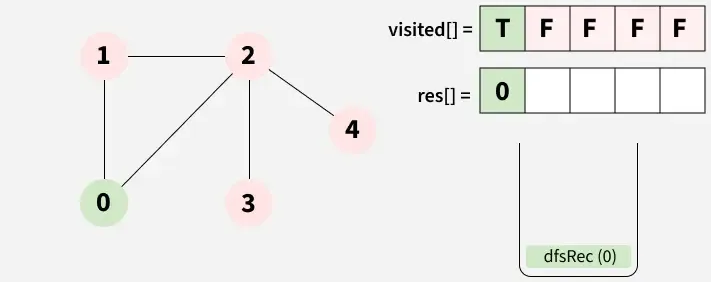 1 2
4
0 3
visited[] = T F F F F
res[] = 0
dfsRec (0)